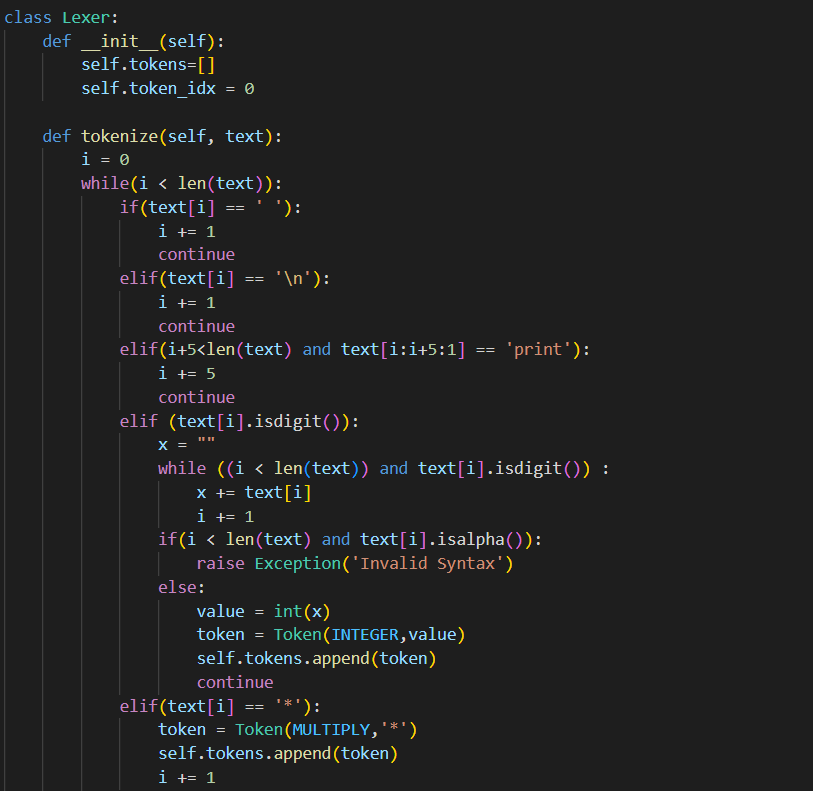 class Lexer:
    def __init__(self):
        self.tokens=[]
        self.token_idx = 0

    def tokenize(self, text):
        i = 0
        while(i < len(text)):
            if(text[i] == ' '):
                i += 1
                continue
            elif(text[i] == '\n'):
                i += 1
                continue
            elif(i+5<len(text) and text[i:i+5:1] == 'print'):
                i += 5
                continue
            elif (text[i].isdigit()):
                x = ""
                while ((i < len(text)) and text[i].isdigit()) :
                    x += text[i]
                    i += 1
                if(i < len(text) and text[i].isalpha()):
                    raise Exception('Invalid Syntax')
                else:
                    value = int(x)
                    token = Token(INTEGER,value)
                    self.tokens.append(token)
                    continue
            elif(text[i] == '*'):
                token = Token(MULTIPLY,'*')
                self.tokens.append(token)
                i += 1